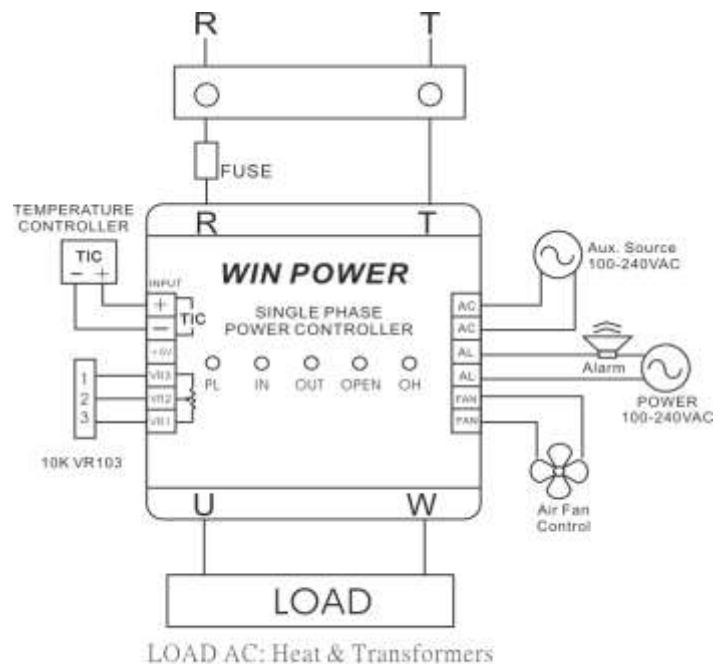 R T
FUSE
R T
TEMPERATURE
CONTROLLER
TIC
− +
WIN POWER
SINGLE PHASE
POWER CONTROLLER
INPUT
+
−
TIC
VR3
VR2
VR1
PL IN OUT OPEN OH
1
2
3
10K VR103
AC
AC
AL
AL
FAN
FAN
Aux. Source
100-240VAC
Alarm
POWER
100-240VAC
Air Fan
Control
U W
LOAD
LOAD AC: Heat & Transformers